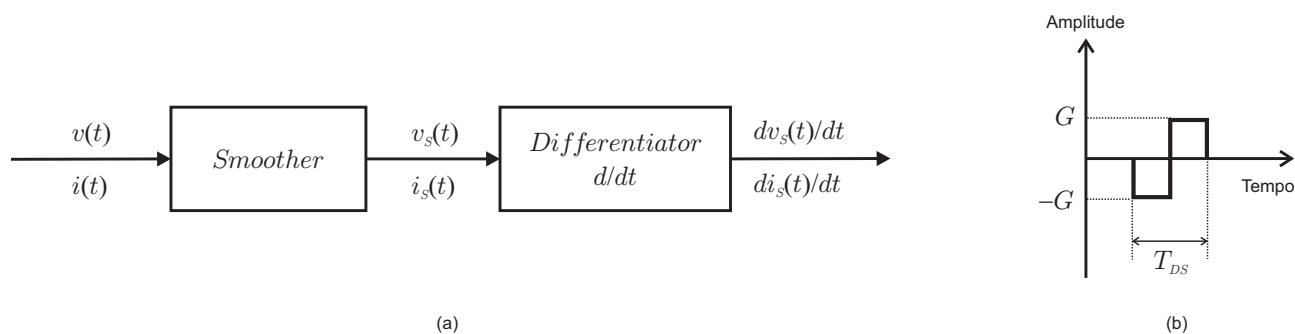 v(t)
i(t)
Smoother
v_S(t)
i_S(t)
Differentiator
d/dt
dv_S(t)/dt
di_S(t)/dt
(a)
Amplitude
G
Tempo
−G
T_DS
(b)